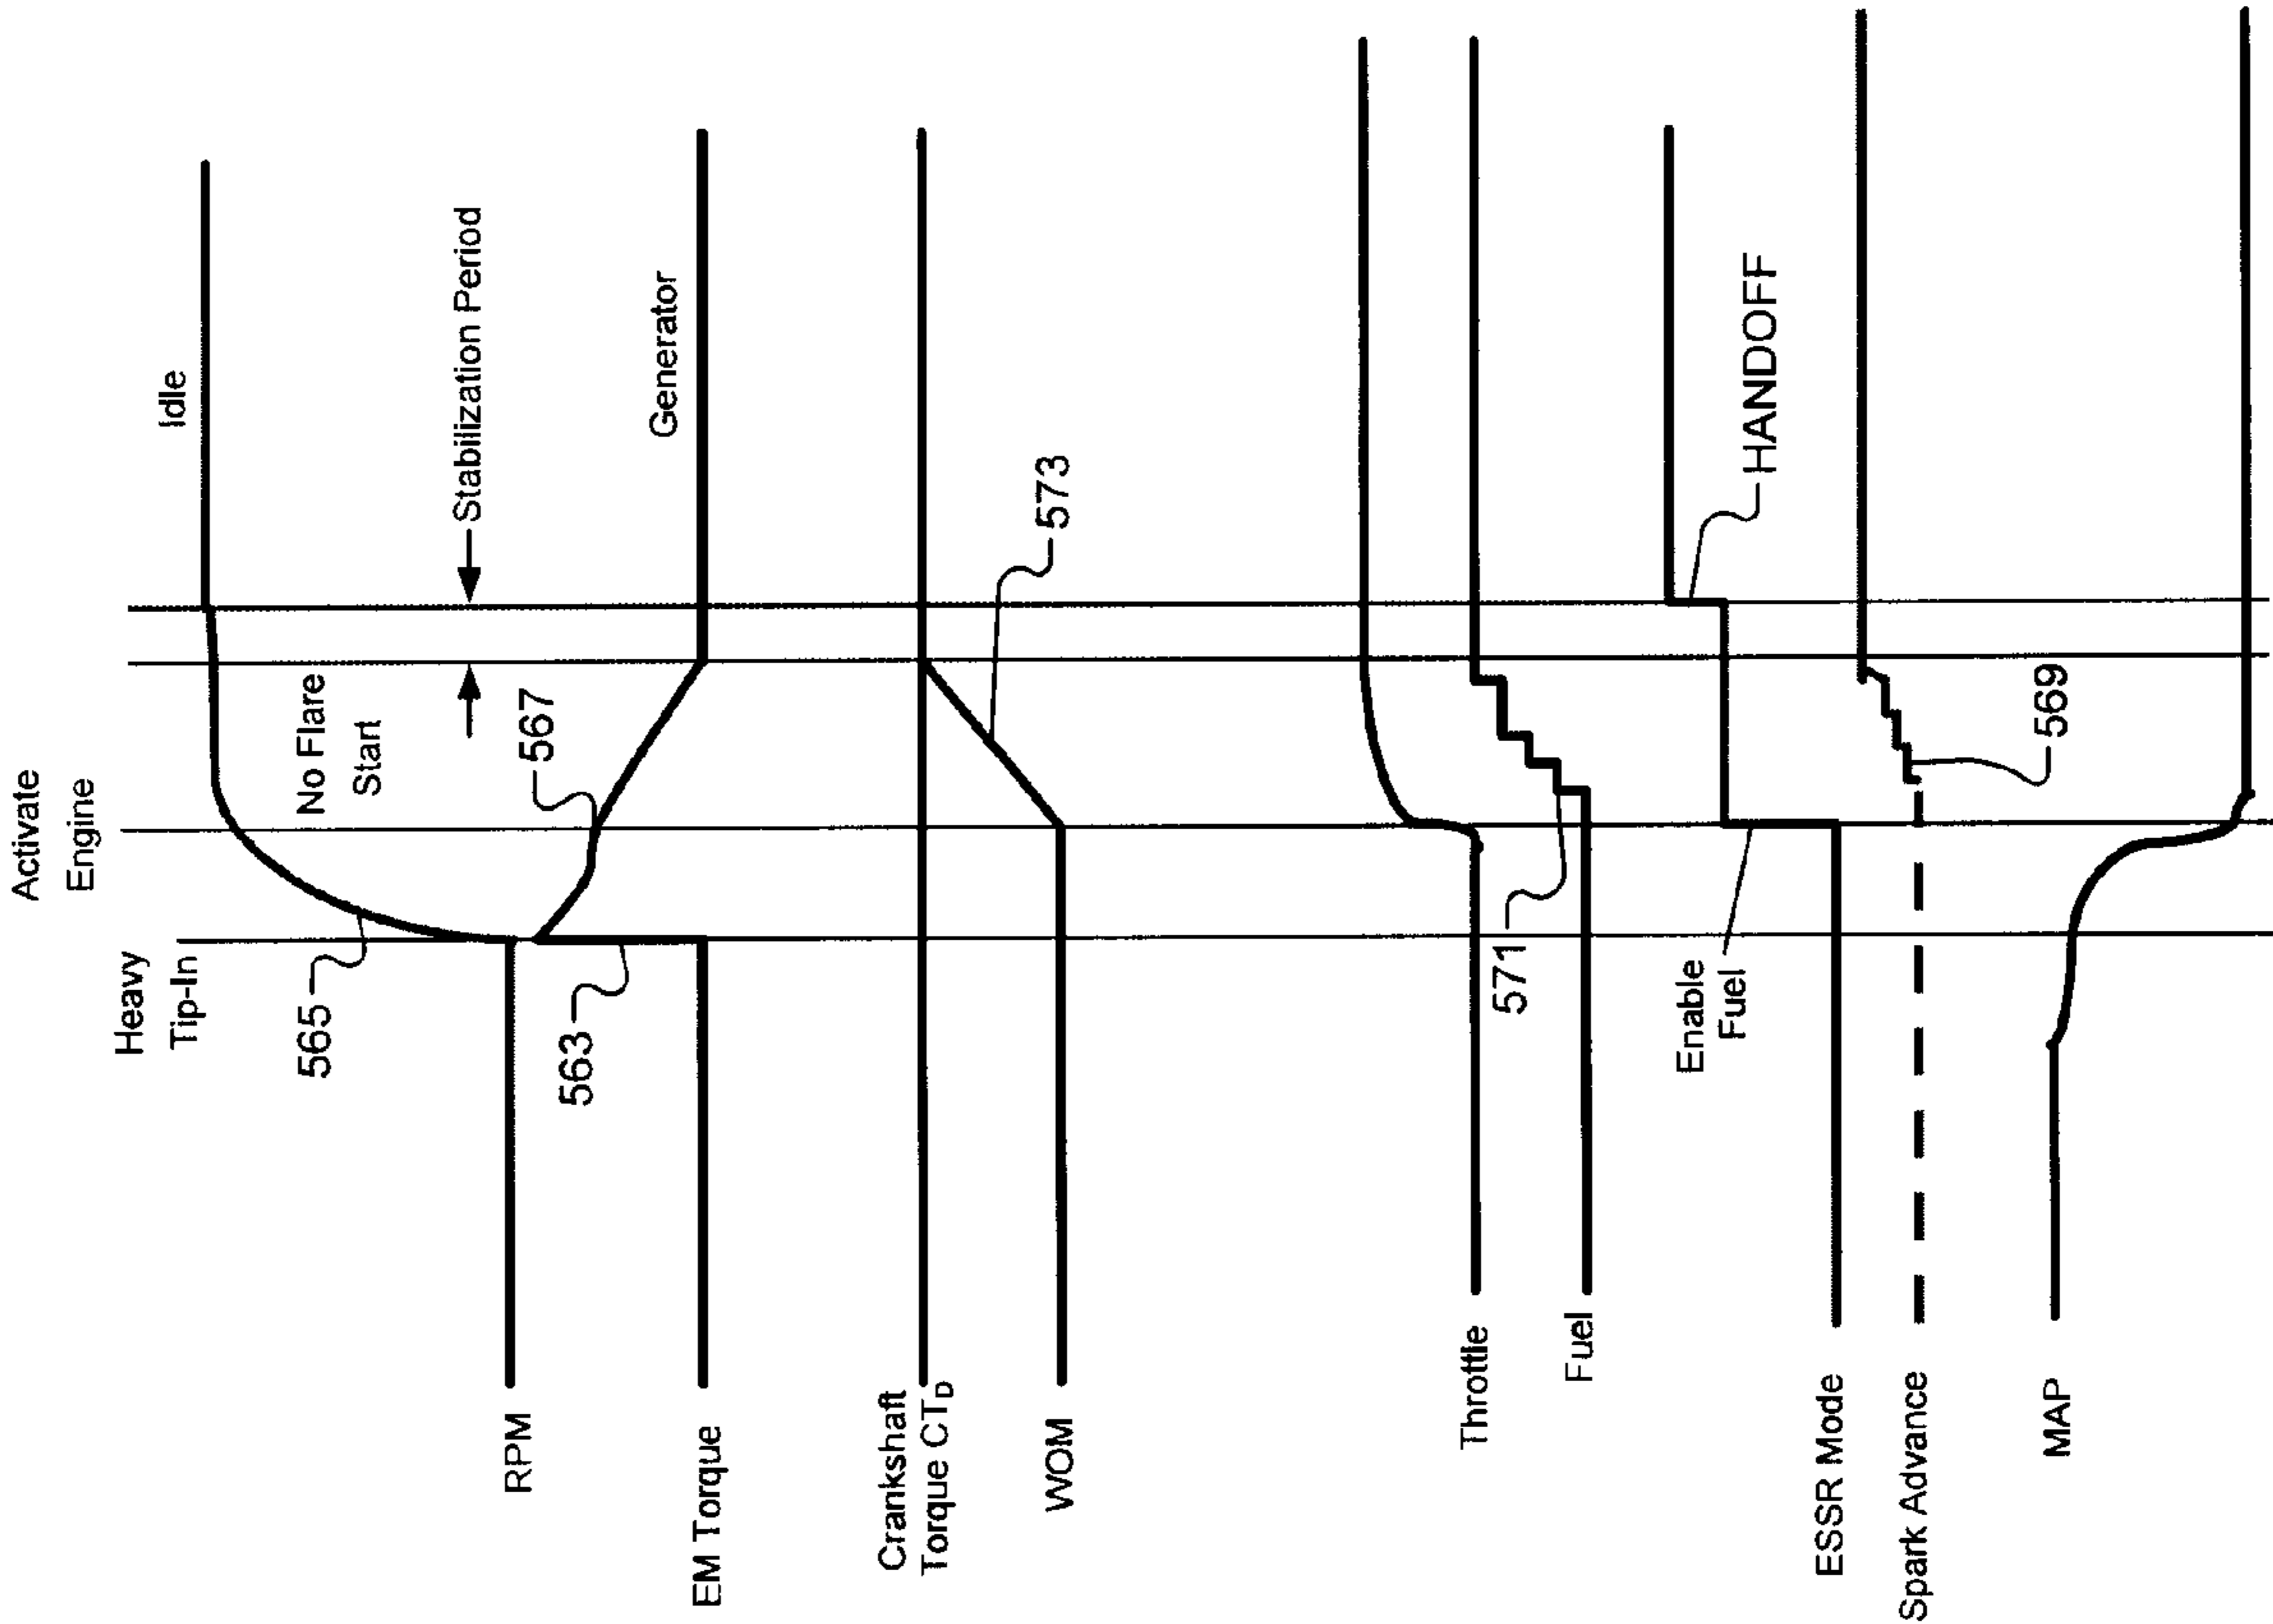 Activate
Engine
Heavy
Tip-In
Idle
565
No Flare
Start
Stabilization Period
563
567
RPM
EM Torque
Generator
Crankshaft
Torque CT_D
573
WOM
Throttle
571
Fuel
Enable
Fuel
HANDOFF
ESSR Mode
Spark Advance
569
MAP